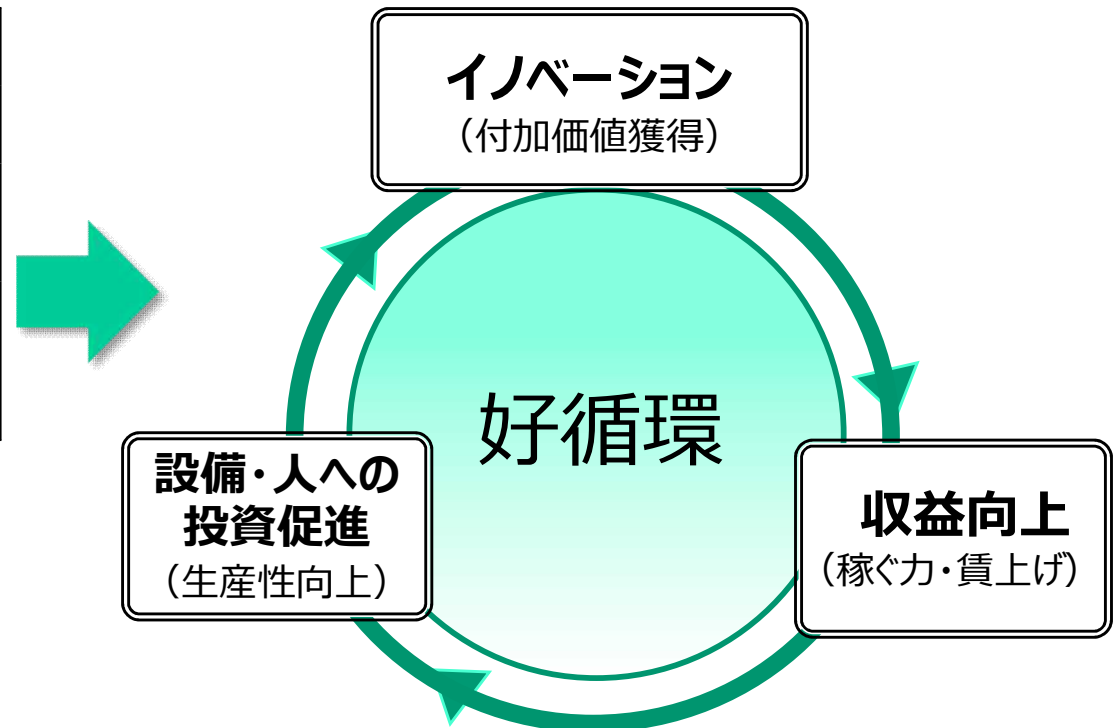 イノベーション
（付加価値獲得）
好循環
設備・人への
投資促進
（生産性向上）
収益向上
（稼ぐ力・賃上げ）